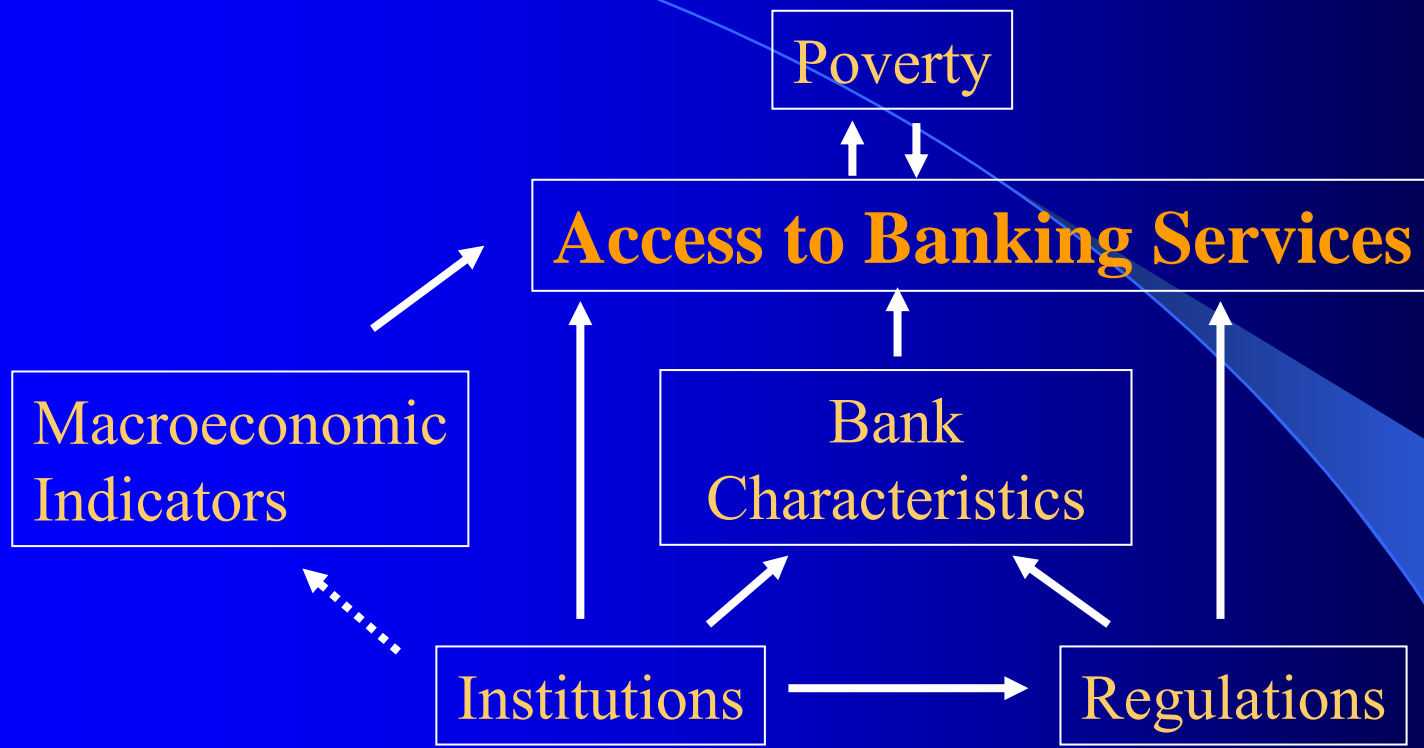 Poverty
Access to Banking Services
Macroeconomic
Indicators
Bank
Characteristics
Institutions
Regulations